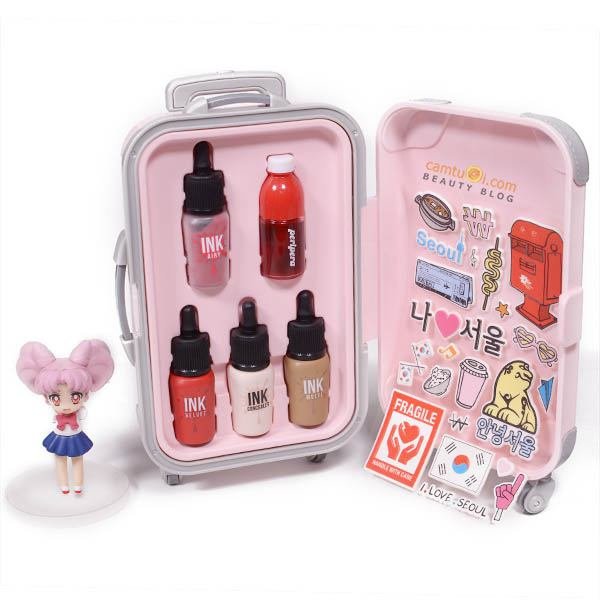 INK
AIRY
peripera
INK
VELVET
INK
CONCEALER
INK
camtuoi.com
BEAUTY BLOG
Seoul
₩
나 서울
안녕서울
₩
FRAGILE
HANDLE WITH CARE
I LOVE SEOUL